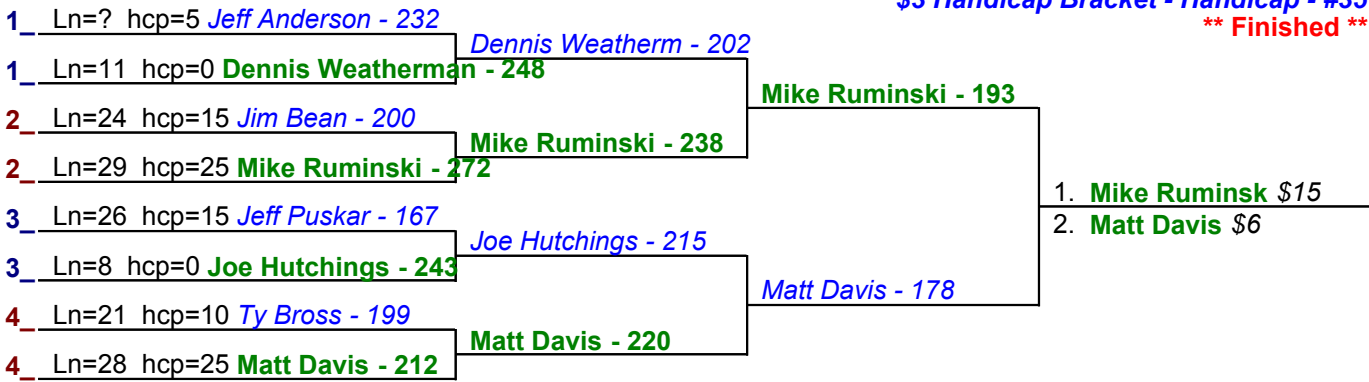 $3 Handicap Bracket - Handicap - #35
** Finished **
1_ Ln=? hcp=5 Jeff Anderson - 232
1_ Ln=11 hcp=0 Dennis Weatherman - 248
2_ Ln=24 hcp=15 Jim Bean - 200
2_ Ln=29 hcp=25 Mike Ruminski - 272
3_ Ln=26 hcp=15 Jeff Puskar - 167
3_ Ln=8 hcp=0 Joe Hutchings - 243
4_ Ln=21 hcp=10 Ty Bross - 199
4_ Ln=28 hcp=25 Matt Davis - 212
Dennis Weatherm - 202
Mike Ruminski - 238
Joe Hutchings - 215
Matt Davis - 220
Mike Ruminski - 193
Matt Davis - 178
1. Mike Ruminsk $15
2. Matt Davis $6